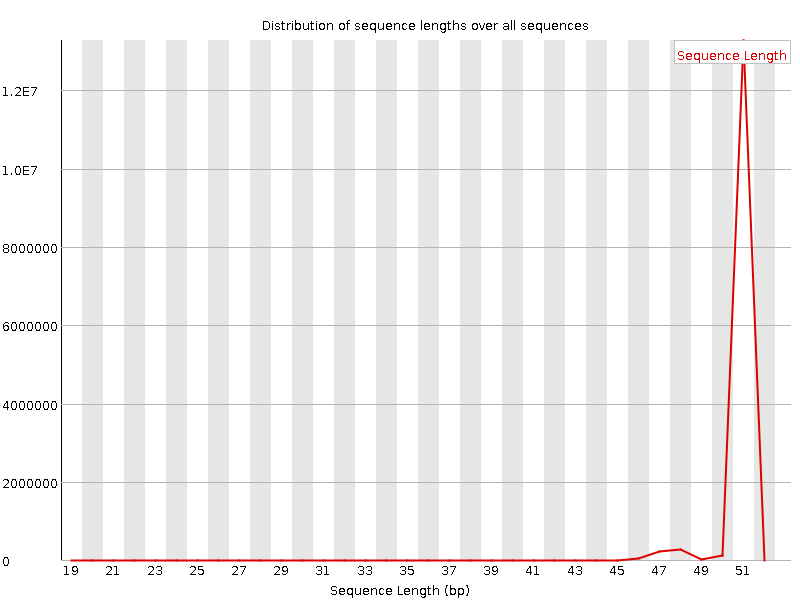 Distribution of sequence lengths over all sequences
Sequence Length
1.2E7
1.0E7
8000000
6000000
4000000
2000000
0
19 21 23 25 27 29 31 33 35 37 39 41 43 45 47 49 51
Sequence Length (bp)